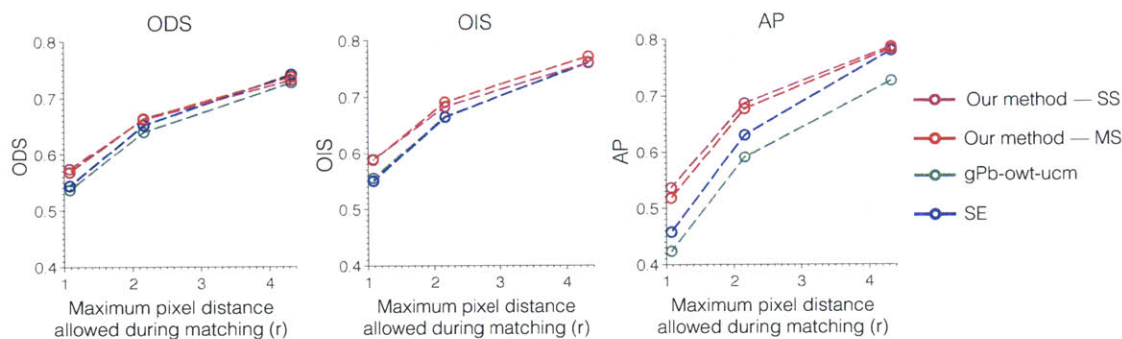 ODS
0.8
0.7
0.6
0.5
0.4
ODS
1
2
3
4
Maximum pixel distance
allowed during matching (r)
OIS
0.8
0.7
0.6
0.5
0.4
OIS
1
2
3
4
Maximum pixel distance
allowed during matching (r)
AP
0.8
0.7
0.6
0.5
0.4
AP
1
2
3
4
Maximum pixel distance
allowed during matching (r)
Our method — SS
Our method — MS
gPb-owt-ucm
SE